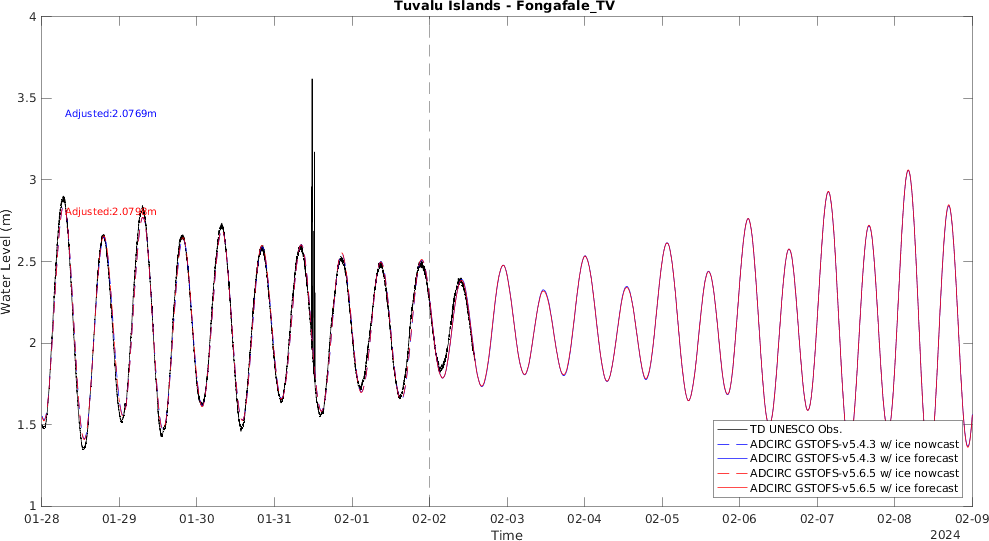 Tuvalu Islands - Fongafale_TV
4
3.5
3
2.5
2
1.5
1
Water Level (m)
Adjusted:2.0769m
Adjusted:2.0798m
TD UNESCO Obs.
ADCIRC GSTOFS-v5.4.3 w/ ice nowcast
ADCIRC GSTOFS-v5.4.3 w/ ice forecast
ADCIRC GSTOFS-v5.6.5 w/ ice nowcast
ADCIRC GSTOFS-v5.6.5 w/ ice forecast
01-28 01-29 01-30 01-31 02-01 02-02 02-03 02-04 02-05 02-06 02-07 02-08 02-09
Time
2024